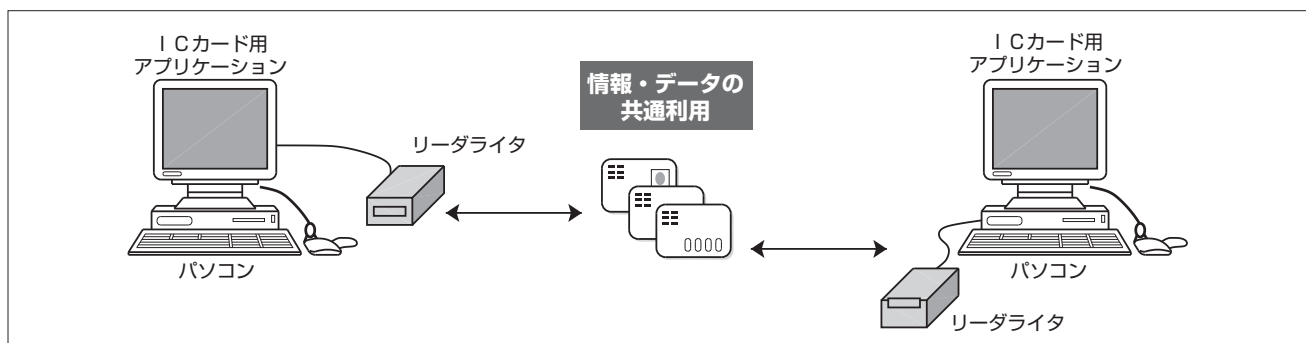 ＩＣカード用
アプリケーション
リーダライタ
パソコン
情報・データの
共通利用
0000
ＩＣカード用
アプリケーション
パソコン
リーダライタ